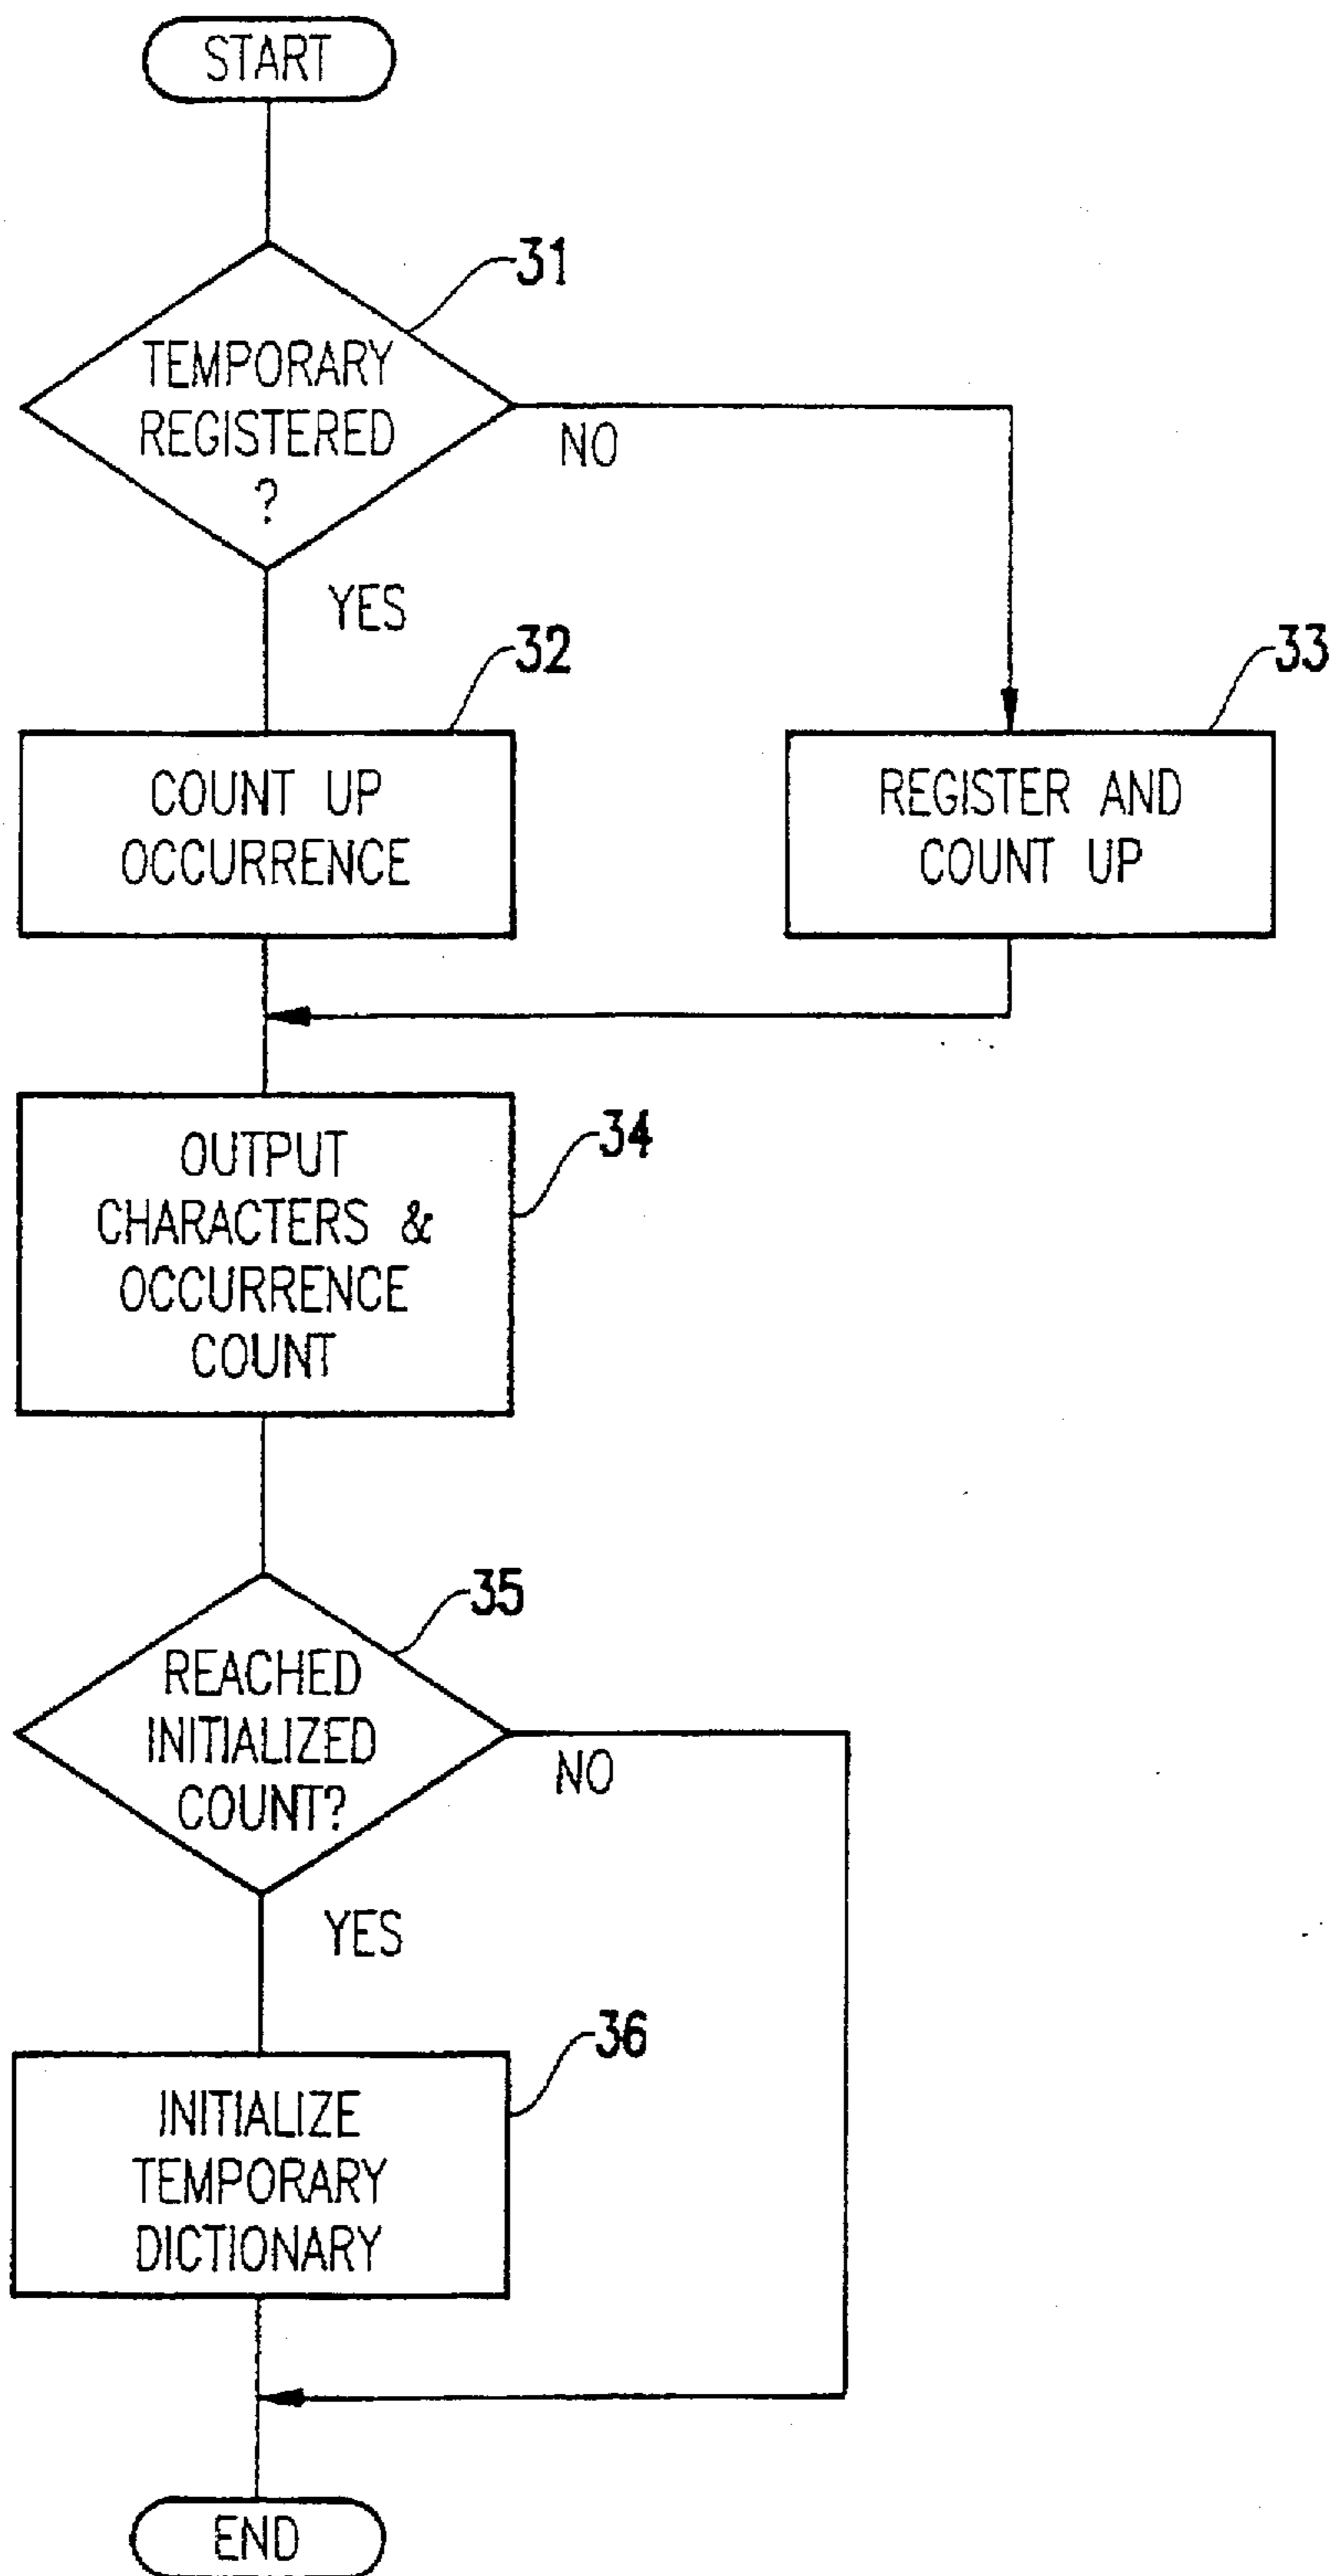 START
31
TEMPORARY
REGISTERED
?
NO
YES
32
33
COUNT UP
OCCURRENCE
REGISTER AND
COUNT UP
34
OUTPUT
CHARACTERS &
OCCURRENCE
COUNT
35
REACHED
INITIALIZED
COUNT?
NO
YES
36
INITIALIZE
TEMPORARY
DICTIONARY
END